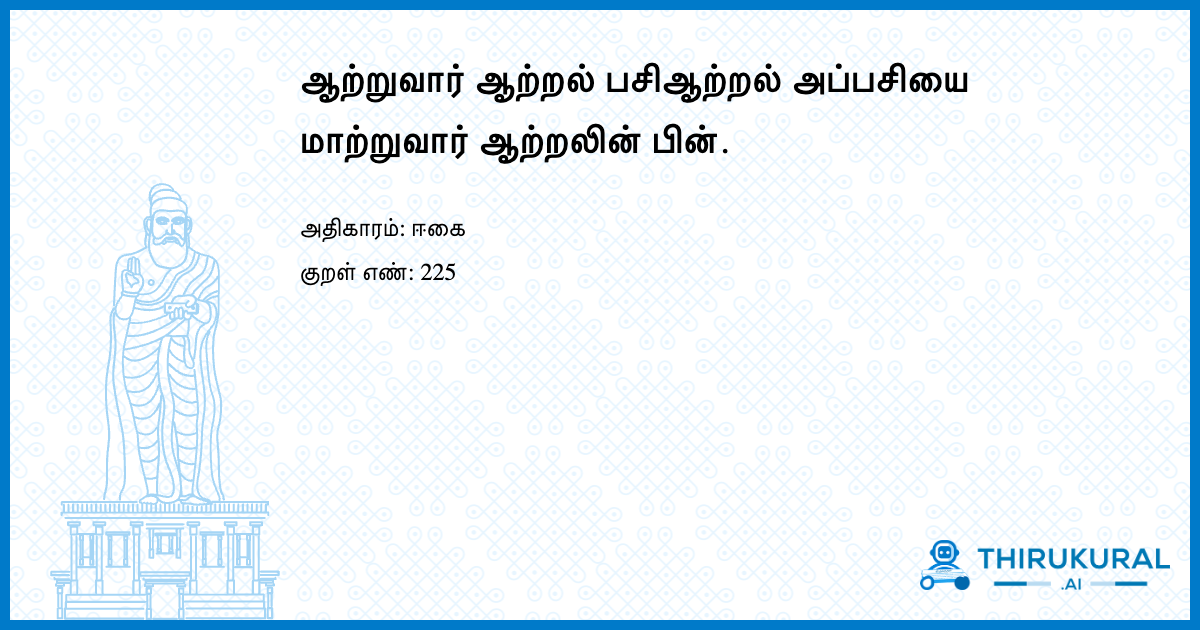 ஆற்றுவார் ஆற்றல் பசிஆற்றல் அப்பசியை
மாற்றுவார் ஆற்றலின் பின்.
அதிகாரம்: ஈகை
குறள் எண்: 225
THIRUKURAL
.AI